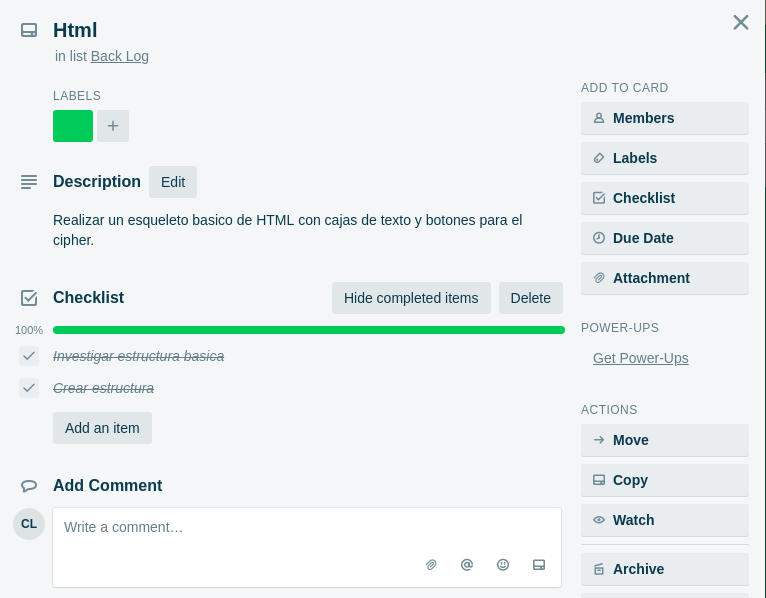 Html
in list Back Log
LABELS
+
Description Edit
Realizar un esqueleto basico de HTML con cajas de texto y botones para el
cipher.
Checklist Hide completed items Delete
100%
Investigar estructura basica
Crear estructura
Add an item
Add Comment
CL Write a comment…
ADD TO CARD
Members
Labels
Checklist
Due Date
Attachment
POWER-UPS
Get Power-Ups
ACTIONS
Move
Copy
Watch
Archive